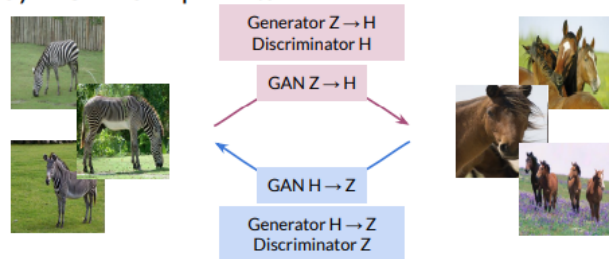 Generator Z → H
Discriminator H
GAN Z → H
GAN H → Z
Generator H → Z
Discriminator Z